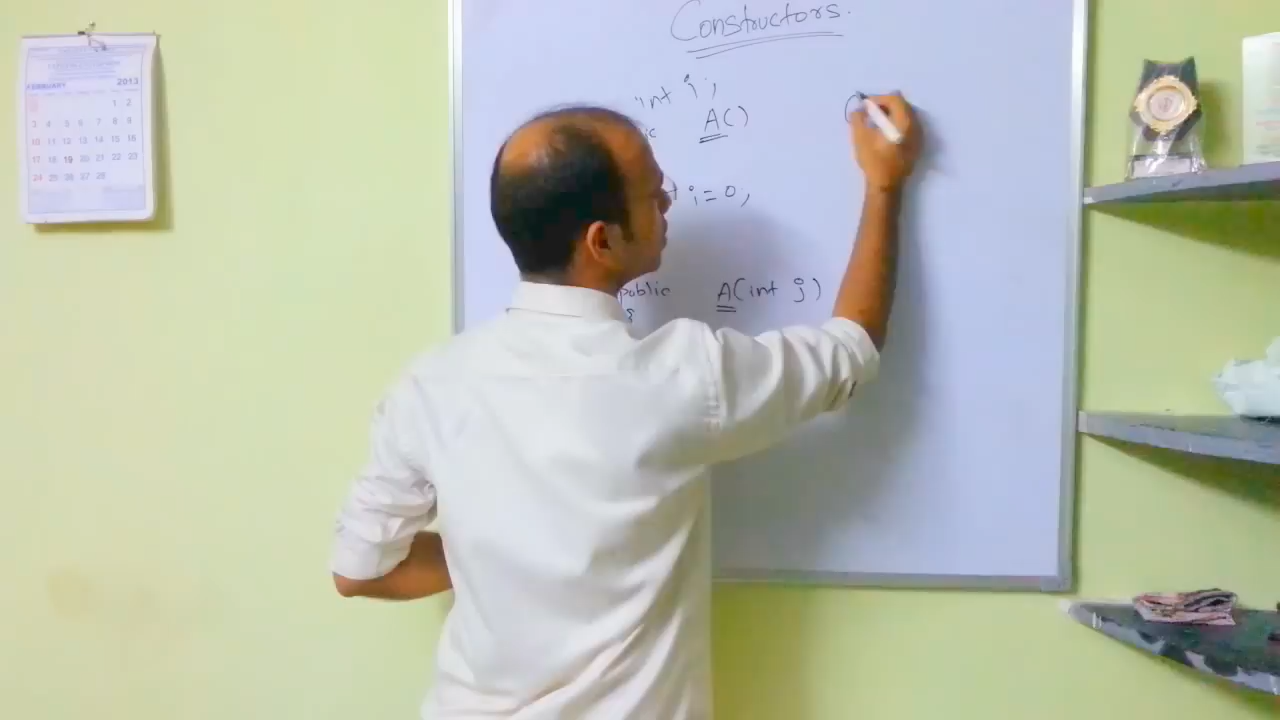 Constructors.
int i;
A()
i=0;
public A(int j)
{
FEBRUARY 2013
1 2
3 4 5 6 7 8 9
10 11 12 13 14 15 16
17 18 19 20 21 22 23
24 25 26 27 28